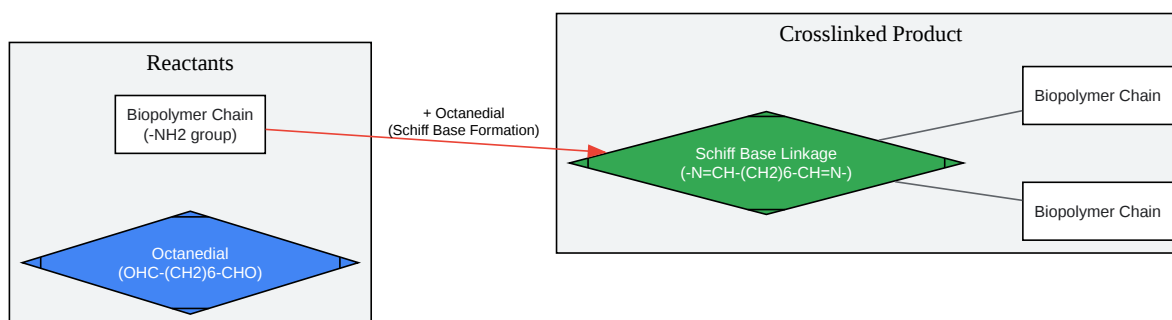 Reactants
Biopolymer Chain
(-NH2 group)
Octanedial
(OHC-(CH2)6-CHO)
+ Octanedial
(Schiff Base Formation)
Crosslinked Product
Schiff Base Linkage
(-N=CH-(CH2)6-CH=N-)
Biopolymer Chain
Biopolymer Chain